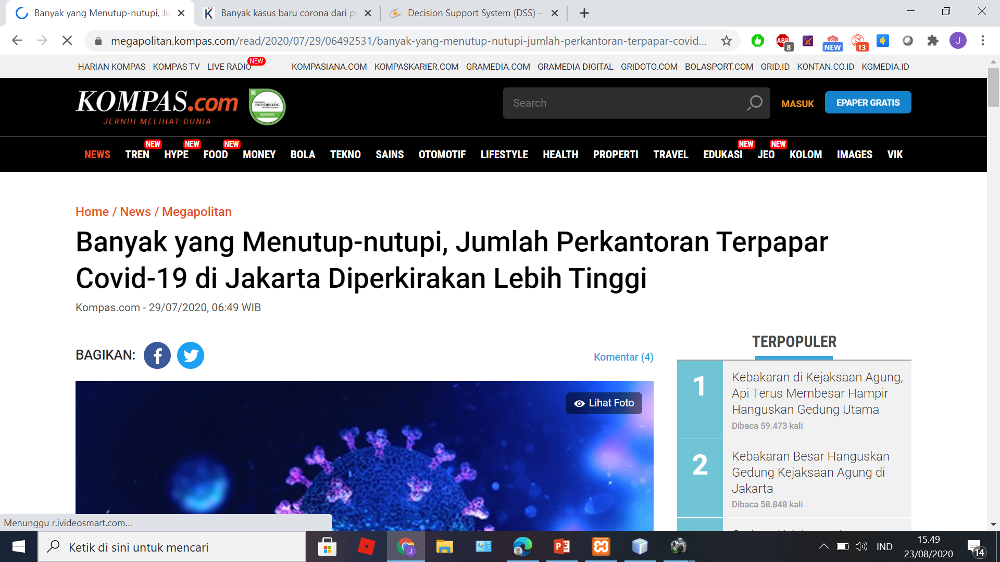 Banyak yang Menutup-nutupi, Ju
Banyak kasus baru corona dari pe
Decision Support System (DSS) –
megapolitan.kompas.com/read/2020/07/29/06492531/banyak-yang-menutup-nutupi-jumlah-perkantoran-terpapar-covid...
ABP
8
NEW
13
J
HARIAN KOMPAS KOMPAS TV LIVE RADIO NEW KOMPASIANA.COM KOMPASKARIER.COM GRAMEDIA.COM GRAMEDIA DIGITAL GRIDOTO.COM BOLASPORT.COM GRID.ID KONTAN.CO.ID KGMEDIA.ID
KOMPAS.com
JERNIH MELIHAT DUNIA
FACT-CHECKING
SIGNATORY
Search
MASUK
EPAPER GRATIS
NEW NEW NEW NEW NEW
NEWS TREN HYPE FOOD MONEY BOLA TEKNO SAINS OTOMOTIF LIFESTYLE HEALTH PROPERTI TRAVEL EDUKASI JEO KOLOM IMAGES VIK
Home / News / Megapolitan
Banyak yang Menutup-nutupi, Jumlah Perkantoran Terpapar
Covid-19 di Jakarta Diperkirakan Lebih Tinggi
Kompas.com - 29/07/2020, 06:49 WIB
BAGIKAN:
Komentar (4)
Lihat Foto
TERPOPULER
1
Kebakaran di Kejaksaan Agung,
Api Terus Membesar Hampir
Hanguskan Gedung Utama
Dibaca 59.473 kali
2
Kebakaran Besar Hanguskan
Gedung Kejaksaan Agung di
Jakarta
Dibaca 58.848 kali
Menunggu r.ivideosmart.com...
Ketik di sini untuk mencari
J
IND
15.49
23/08/2020
14